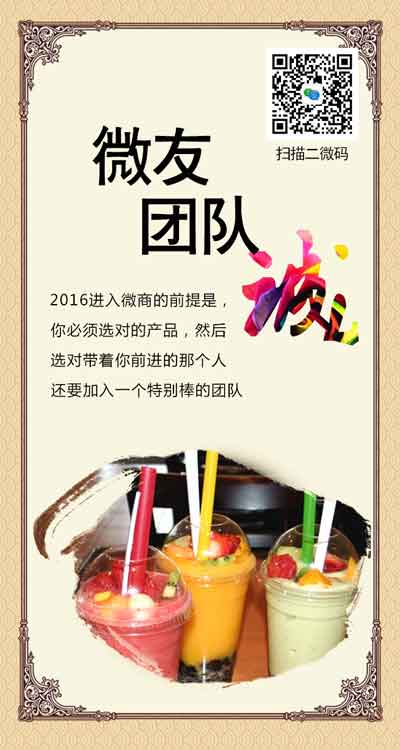 扫描二微码
微友
团队
2016进入微商的前提是，
你必须选对的产品，然后
选对带着你前进的那个人
还要加入一个特别棒的团队